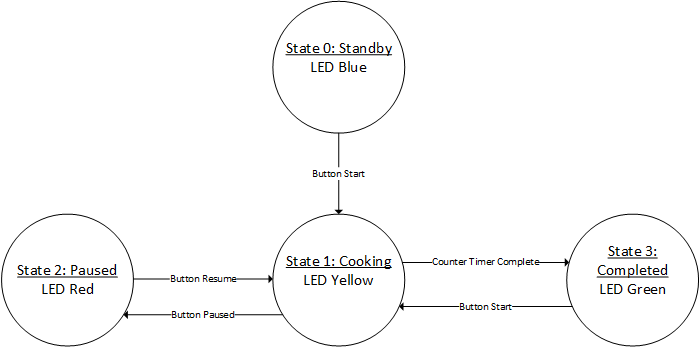 State 0: Standby
LED Blue
Button Start
State 2: Paused
LED Red
Button Resume
Button Paused
State 1: Cooking
LED Yellow
Counter Timer Complete
Button Start
State 3:
Completed
LED Green